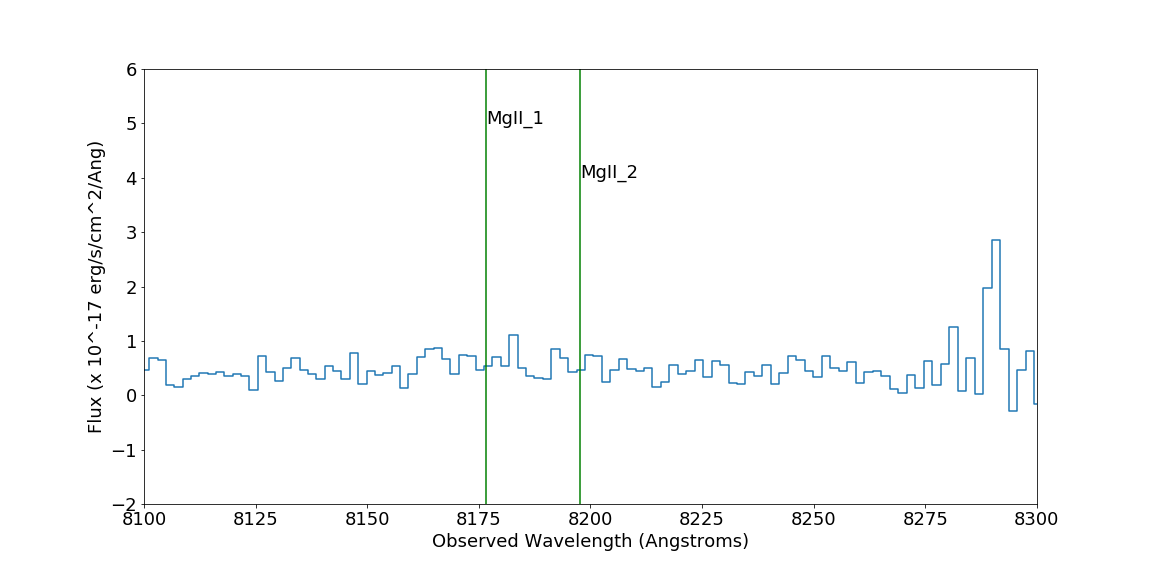 6
5
4
3
2
1
0
−1
−2
Flux (x 10^-17 erg/s/cm^2/Ang)
MgII_1
MgII_2
8100 8125 8150 8175 8200 8225 8250 8275 8300
Observed Wavelength (Angstroms)